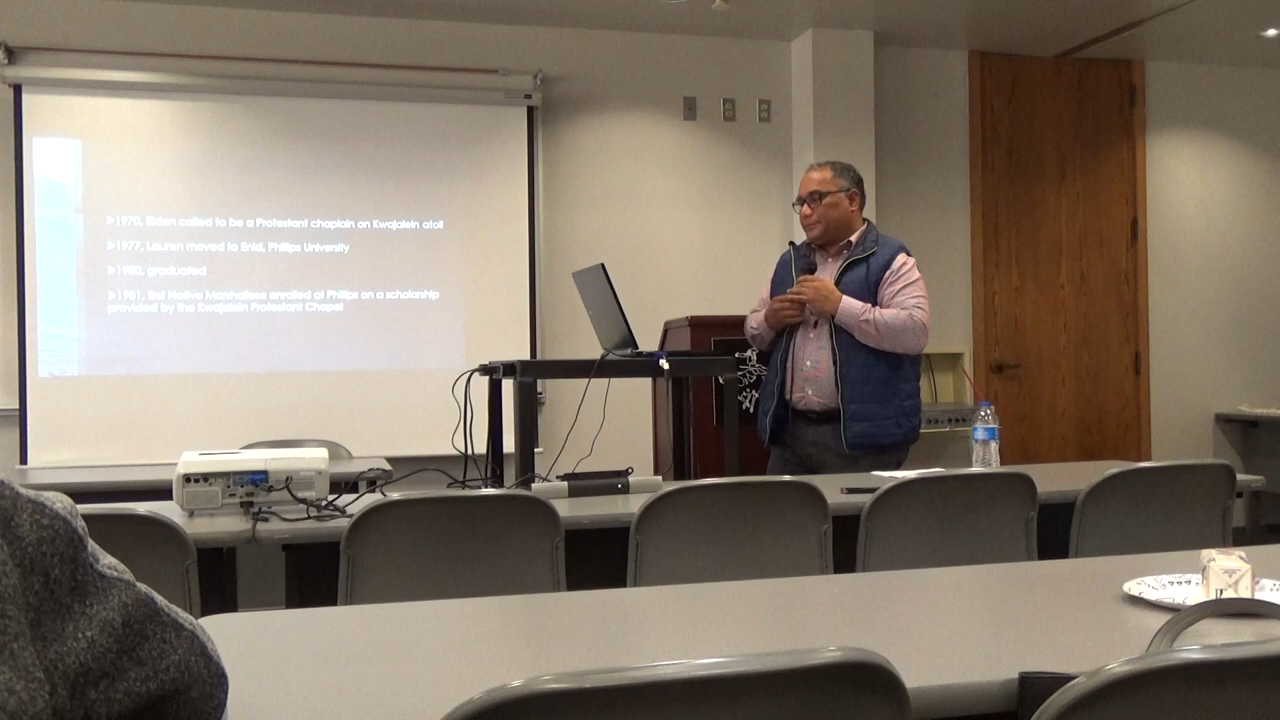 ➢1970, Elden called to be a Protestant chaplain on Kwajalein atoll
➢1977, Lauren moved to Enid, Phillips University
➢1980, graduated
➢1981, first Native Marshallese enrolled at Phillips on a scholarship
provided by the Kwajalein Protestant Chapel